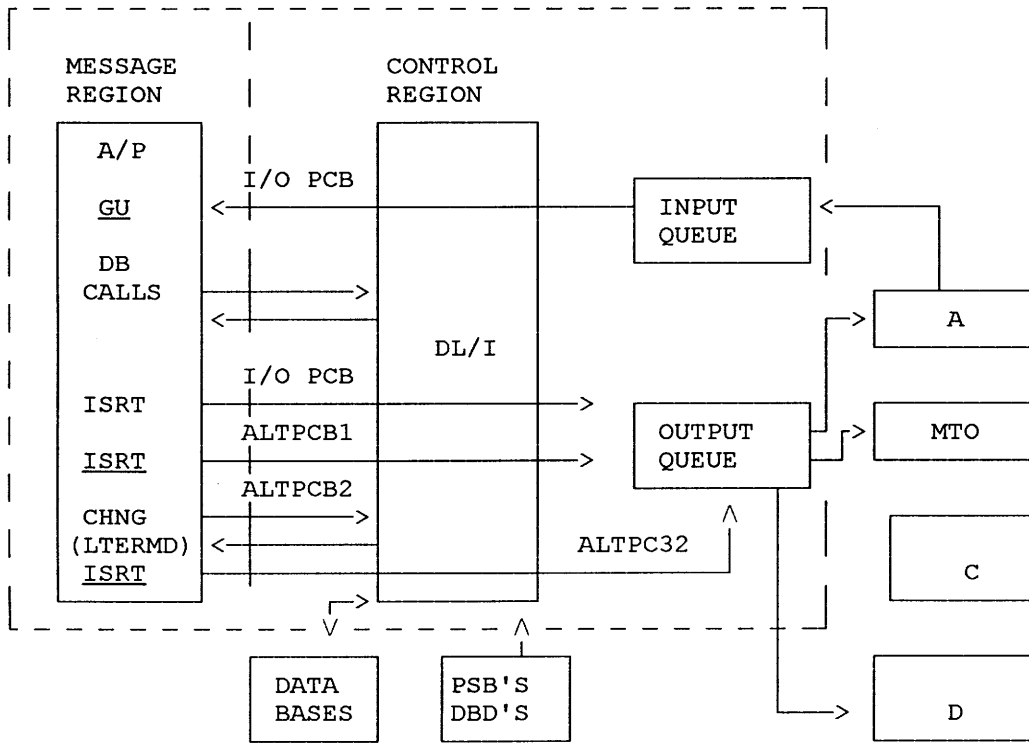 MESSAGE
REGION
CONTROL
REGION
A/P
I/O PCB
GU
INPUT
QUEUE
DB
CALLS
A
DL/I
I/O PCB
ISRT
ALTPCB1
OUTPUT
QUEUE
MTO
ISRT
ALTPCB2
CHNG
(LTERMD)
ALTPC32
ISRT
C
DATA
BASES
PSB'S
DBD'S
D